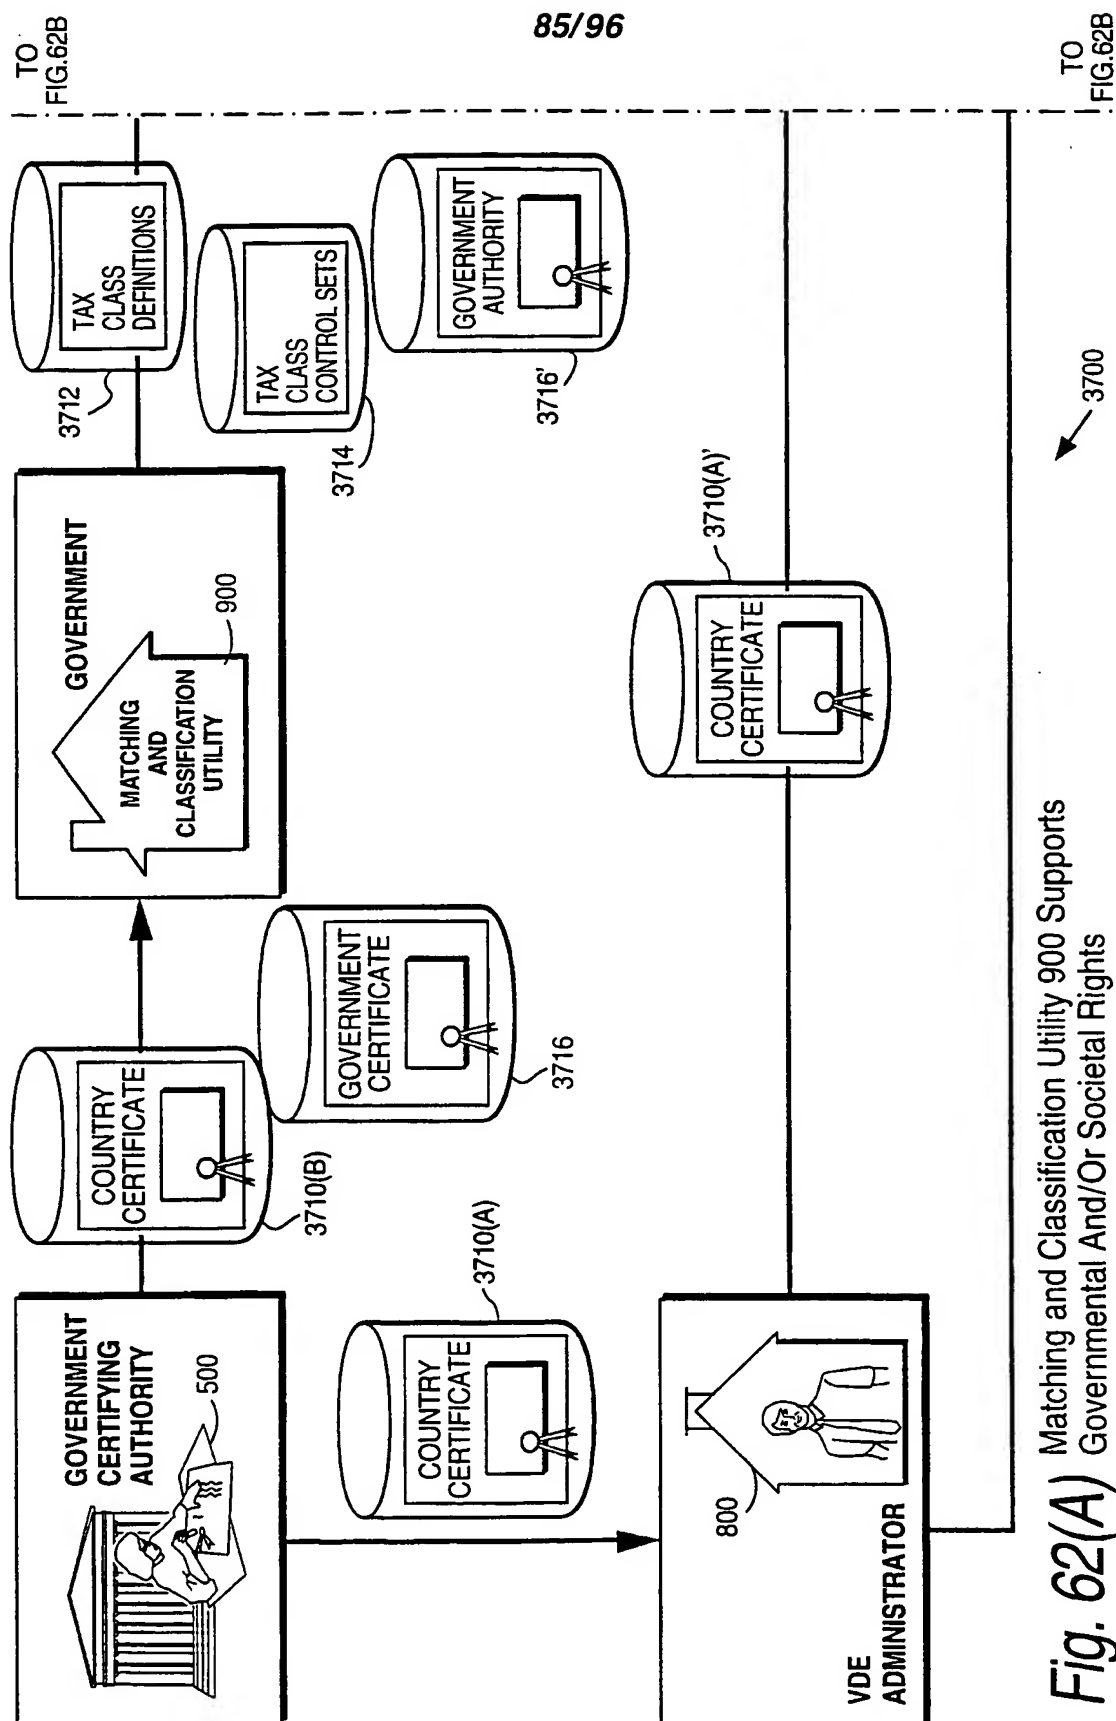 85/96
TO
FIG.62B
TO
FIG.62B
GOVERNMENT
CERTIFYING
AUTHORITY
500
COUNTRY
CERTIFICATE
3710(B)
GOVERNMENT
CERTIFICATE
3716
GOVERNMENT
MATCHING
AND
CLASSIFICATION
UTILITY
900
TAX
CLASS
DEFINITIONS
3712
TAX
CLASS
CONTROL SETS
3714
GOVERNMENT
AUTHORITY
3716'
COUNTRY
CERTIFICATE
3710(A)
VDE
ADMINISTRATOR
800
COUNTRY
CERTIFICATE
3710(A)'
3700
Fig. 62(A) Matching and Classification Utility 900 Supports
Governmental And/Or Societal Rights